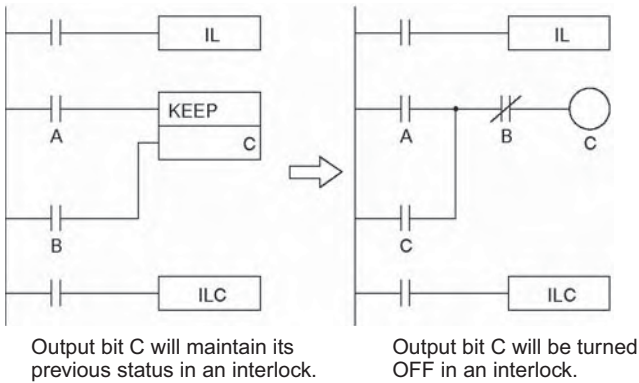 IL
KEEP
A
C
B
ILC
IL
A
B
C
C
ILC
Output bit C will maintain its
previous status in an interlock.
Output bit C will be turned
OFF in an interlock.